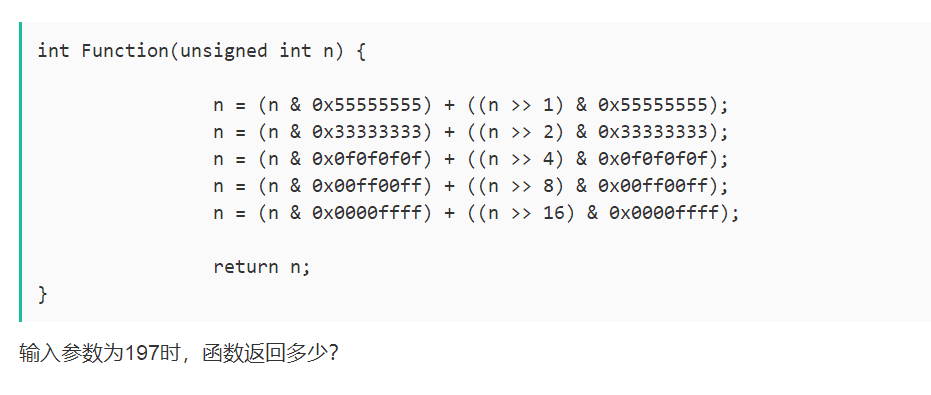 int Function(unsigned int n) {
n = (n & 0x55555555) + ((n >> 1) & 0x55555555);
n = (n & 0x33333333) + ((n >> 2) & 0x33333333);
n = (n & 0x0f0f0f0f) + ((n >> 4) & 0x0f0f0f0f);
n = (n & 0x00ff00ff) + ((n >> 8) & 0x00ff00ff);
n = (n & 0x0000ffff) + ((n >> 16) & 0x0000ffff);
return n;
}
输入参数为197时，函数返回多少？